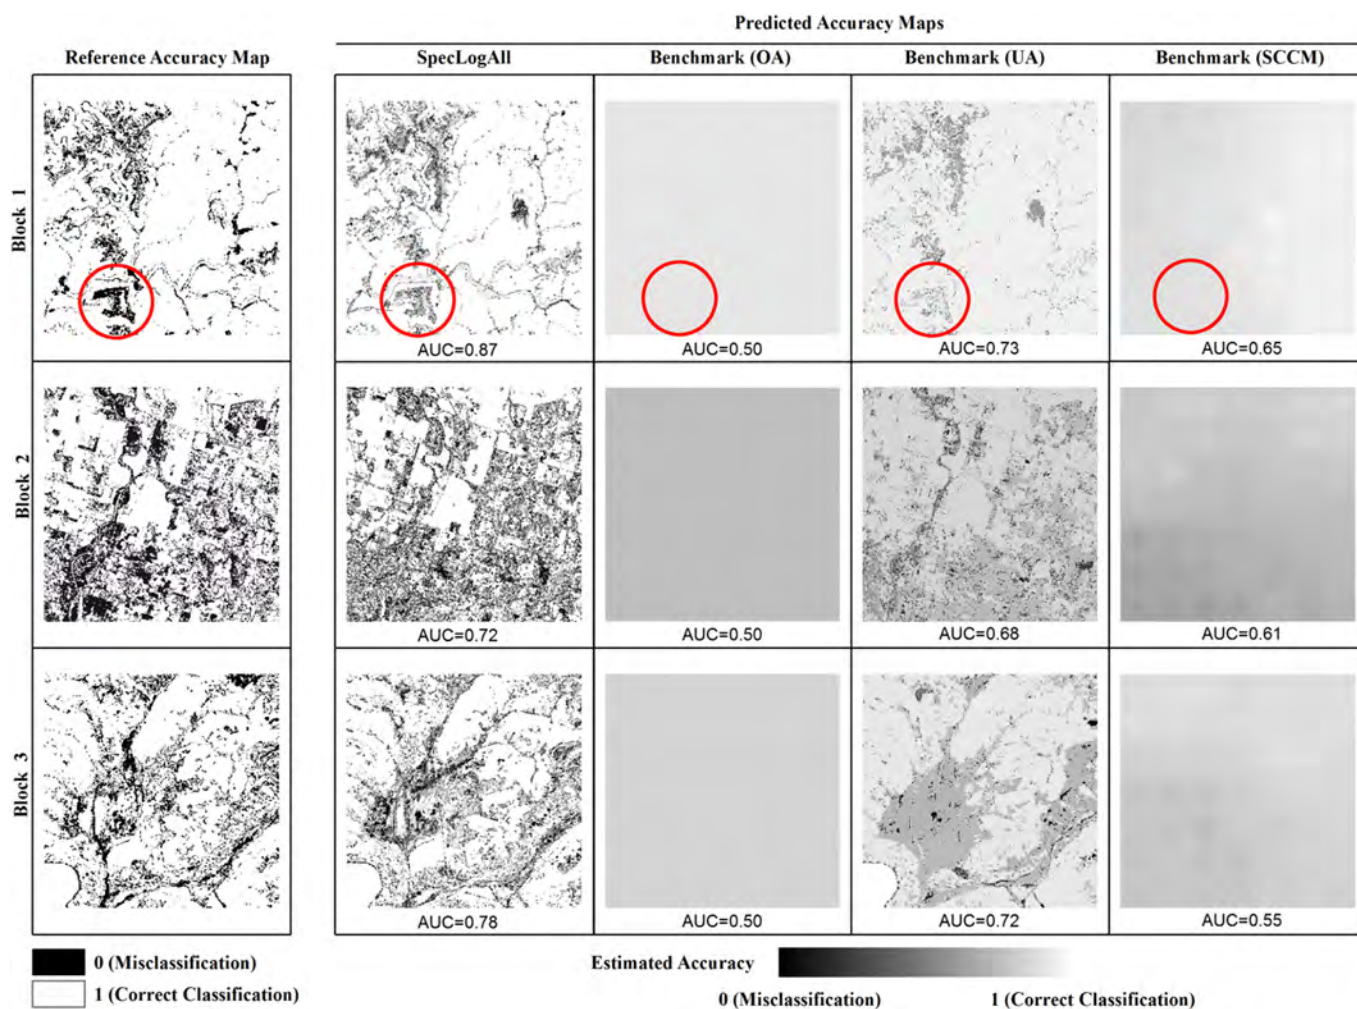 Predicted Accuracy Maps
Reference Accuracy Map
SpecLogAll
Benchmark (OA)
Benchmark (UA)
Benchmark (SCCM)
Block 1
AUC=0.87
AUC=0.50
AUC=0.73
AUC=0.65
Block 2
AUC=0.72
AUC=0.50
AUC=0.68
AUC=0.61
Block 3
AUC=0.78
AUC=0.50
AUC=0.72
AUC=0.55
0 (Misclassification)
1 (Correct Classification)
Estimated Accuracy
0 (Misclassification)
1 (Correct Classification)